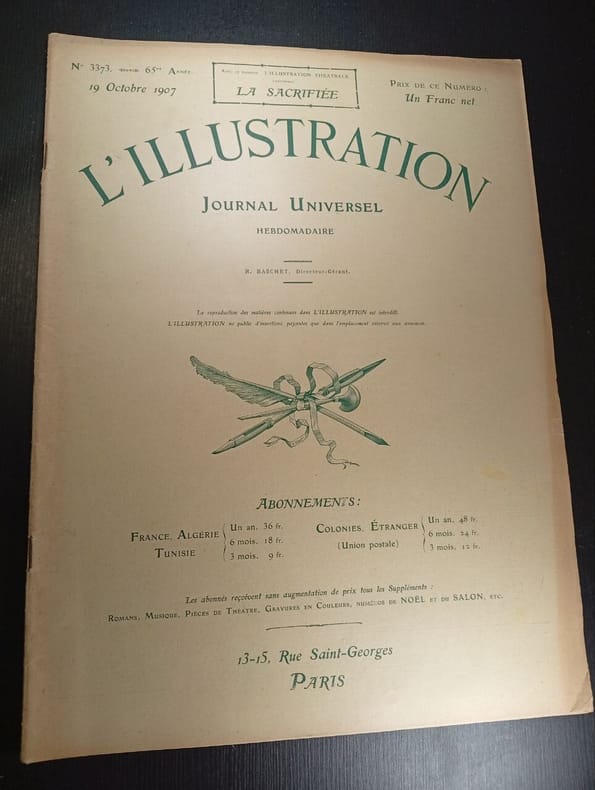 N° 3373. 65me Année.
19 Octobre 1907
Avec ce numéro L'ILLUSTRATION THÉATRALE
LA SACRIFIÉE
Prix de ce Numéro :
Un Franc net
L'ILLUSTRATION
Journal Universel
HEBDOMADAIRE
R. BASCHET, Directeur-Gérant.
La reproduction des matières contenues dans L'ILLUSTRATION est interdite.
L'ILLUSTRATION ne publie d'insertions payantes que dans l'emplacement réservé aux annonces.
Abonnements :
France, Algérie
Tunisie
Un an. 36 fr.
6 mois. 18 fr.
3 mois. 9 fr.
Colonies, Étranger
(Union postale)
Un an. 48 fr.
6 mois. 24 fr.
3 mois. 12 fr.
Les abonnés reçoivent sans augmentation de prix tous les Suppléments :
Romans, Musique, Pièces de Théatre, Gravures en Couleurs, numéros de NOËL et du SALON, etc.
13-15, Rue Saint-Georges
Paris